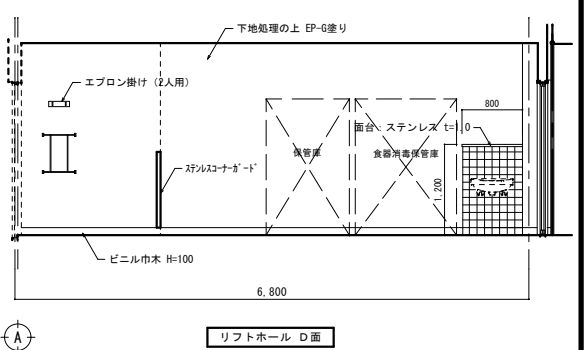 下地処理の上 EP-G塗り
エプロン掛け (2人用)
800
面台：ステンレス t=1.0
保管庫
食器消毒保管庫
ステンレスコーナーガード
1,200
ビニル巾木 H=100
6,800
A
リフトホール D面